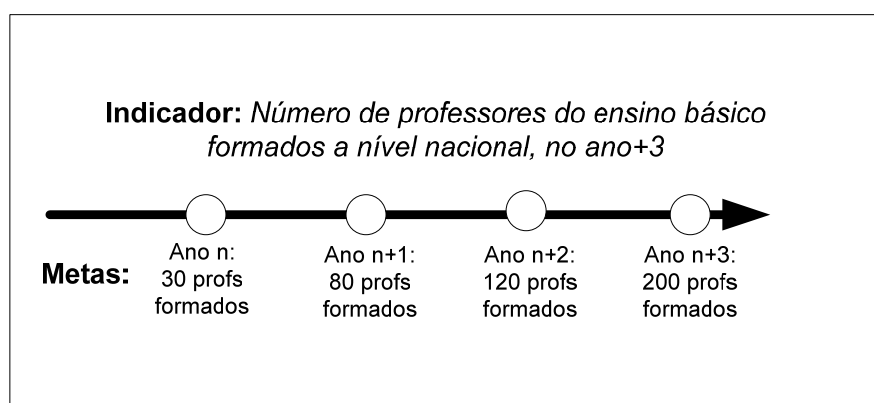 Indicador: Número de professores do ensino básico
formados a nível nacional, no ano+3
Metas:
Ano n:
30 profs
formados
Ano n+1:
80 profs
formados
Ano n+2:
120 profs
formados
Ano n+3:
200 profs
formados